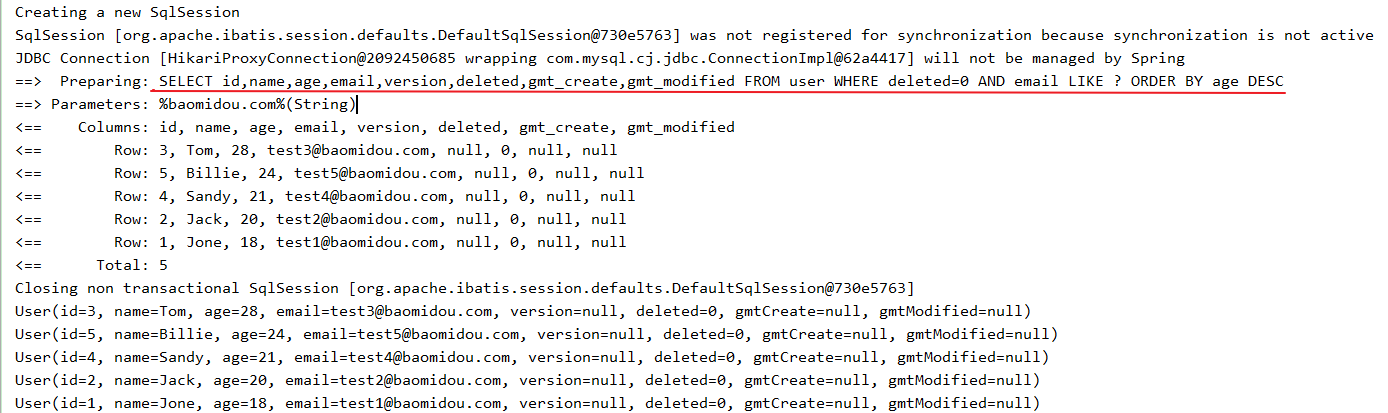 Creating a new SqlSession
SqlSession [org.apache.ibatis.session.defaults.DefaultSqlSession@730e5763] was not registered for synchronization because synchronization is not active
JDBC Connection [HikariProxyConnection@2092450685 wrapping com.mysql.cj.jdbc.ConnectionImpl@62a4417] will not be managed by Spring
==>  Preparing: SELECT id,name,age,email,version,deleted,gmt_create,gmt_modified FROM user WHERE deleted=0 AND email LIKE ? ORDER BY age DESC
==> Parameters: %baomidou.com%(String)
<==    Columns: id, name, age, email, version, deleted, gmt_create, gmt_modified
<==        Row: 3, Tom, 28, test3@baomidou.com, null, 0, null, null
<==        Row: 5, Billie, 24, test5@baomidou.com, null, 0, null, null
<==        Row: 4, Sandy, 21, test4@baomidou.com, null, 0, null, null
<==        Row: 2, Jack, 20, test2@baomidou.com, null, 0, null, null
<==        Row: 1, Jone, 18, test1@baomidou.com, null, 0, null, null
<==      Total: 5
Closing non transactional SqlSession [org.apache.ibatis.session.defaults.DefaultSqlSession@730e5763]
User(id=3, name=Tom, age=28, email=test3@baomidou.com, version=null, deleted=0, gmtCreate=null, gmtModified=null)
User(id=5, name=Billie, age=24, email=test5@baomidou.com, version=null, deleted=0, gmtCreate=null, gmtModified=null)
User(id=4, name=Sandy, age=21, email=test4@baomidou.com, version=null, deleted=0, gmtCreate=null, gmtModified=null)
User(id=2, name=Jack, age=20, email=test2@baomidou.com, version=null, deleted=0, gmtCreate=null, gmtModified=null)
User(id=1, name=Jone, age=18, email=test1@baomidou.com, version=null, deleted=0, gmtCreate=null, gmtModified=null)